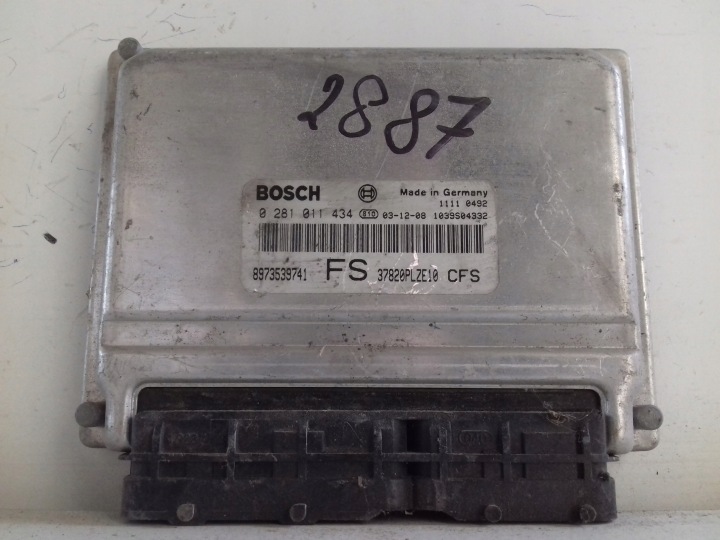 2887
BOSCH Made in Germany
1111 0492
0 281 011 434 BTD 03-12-08 1039S04332
8973539741 FS 37820PLZE10 CFS